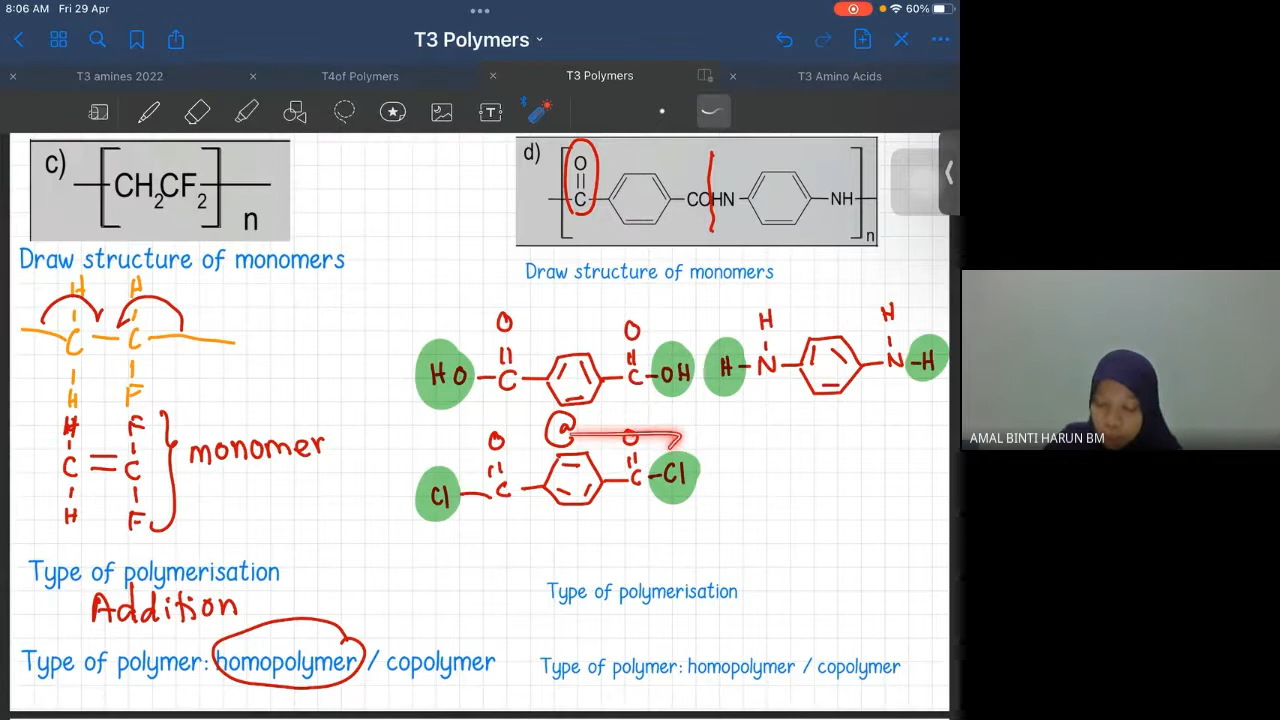 8:06 AM Fri 29 Apr
60%
T3 Polymers
T3 amines 2022
T4of Polymers
T3 Polymers
T3 Amino Acids
c)
CH2CF2
n
d)
O
C
COHN
NH
n
Draw structure of monomers
Draw structure of monomers
H H
C C
H F
H F
C C
H F
monomer
O O H H
HO C C OH H N N H
@
O O
Cl C C Cl
AMAL BINTI HARUN BM
Type of polymerisation
Addition
Type of polymerisation
Type of polymer: homopolymer / copolymer
Type of polymer: homopolymer / copolymer